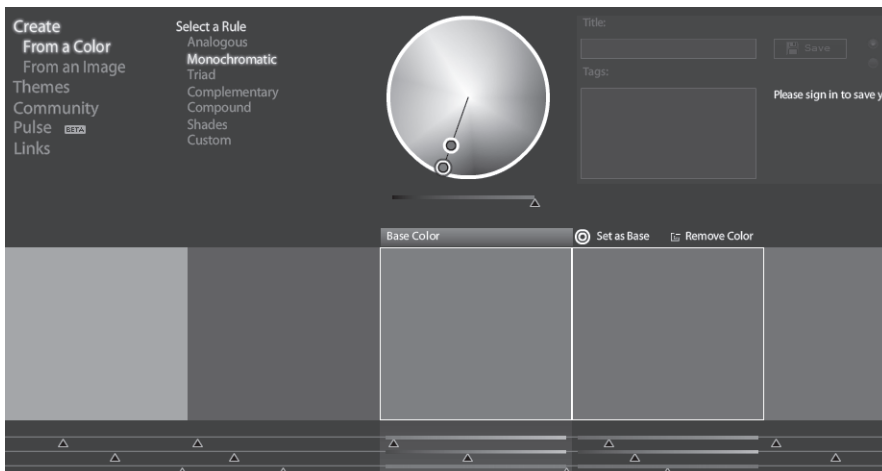 Create
From a Color
From an Image
Themes
Community
Pulse BETA
Links
Select a Rule
Analogous
Monochromatic
Triad
Complementary
Compound
Shades
Custom
Title:
Save
Tags:
Please sign in to save y
Base Color
Set as Base
Remove Color